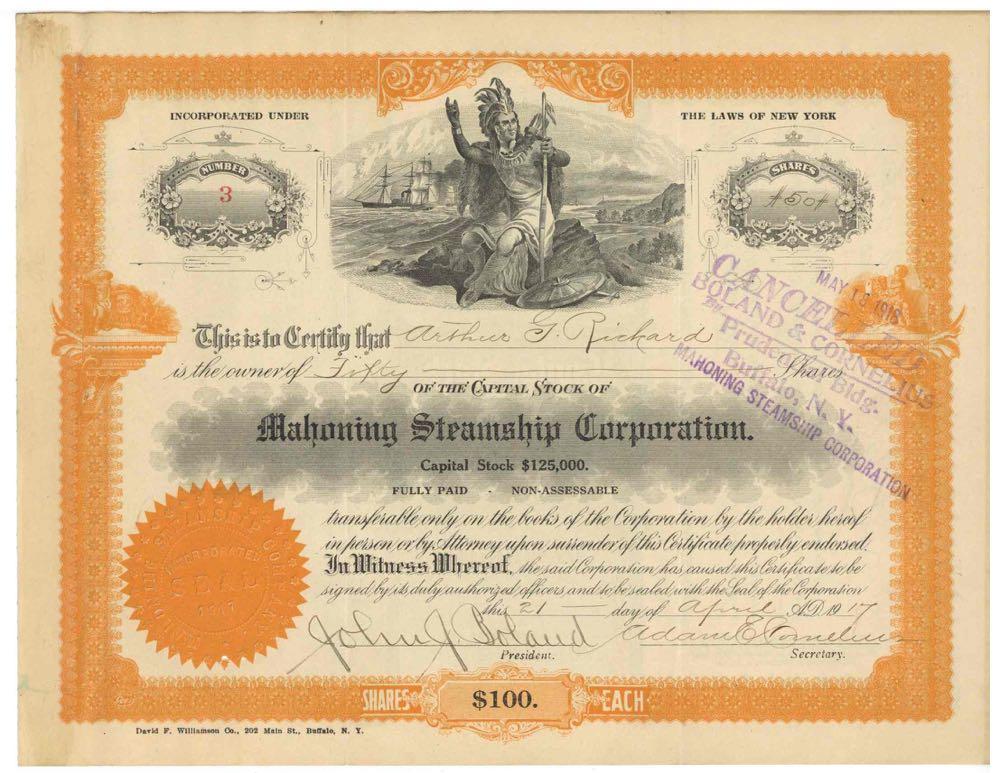 INCORPORATED UNDER
THE LAWS OF NEW YORK
NUMBER
3
SHARES
#50#
CANCELLED
MAY 1 1918
BOLAND & CORNELIUS
Prudential Bldg.
Buffalo, N. Y.
MAHONING STEAMSHIP CORPORATION
This is to Certify that Arthur T. Rickard
is the owner of Fifty Shares
OF THE CAPITAL STOCK OF
Mahoning Steamship Corporation.
Capital Stock $125,000.
FULLY PAID - NON-ASSESSABLE
transferable only on the books of the Corporation by the holder hereof
in person or by Attorney upon surrender of this Certificate properly endorsed.
In Witness Whereof, the said Corporation has caused this Certificate to be
signed by its duly authorized officers and to be sealed with the Seal of the Corporation
this 21 day of April A.D. 1917
John J. Boland
Adam E Cornelius
President.
Secretary.
INCORPORATED
SEAL
1917
SHARES $100. EACH
David F. Williamson Co., 202 Main St., Buffalo, N. Y.